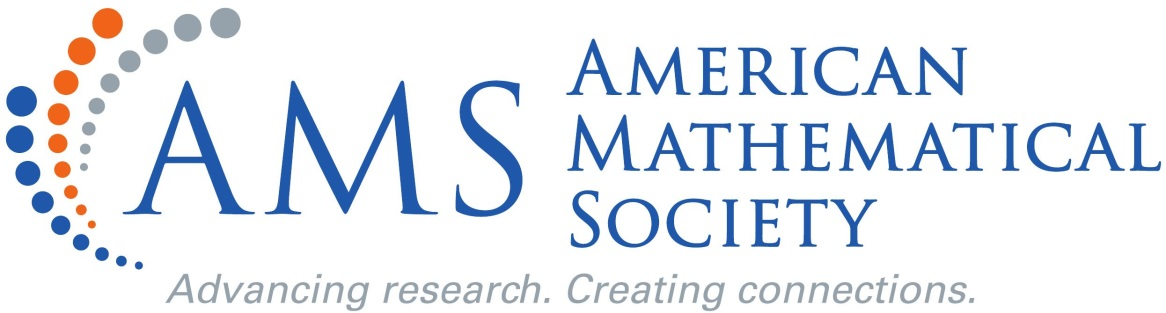 AMS
AMERICAN
MATHEMATICAL
SOCIETY
Advancing research. Creating connections.